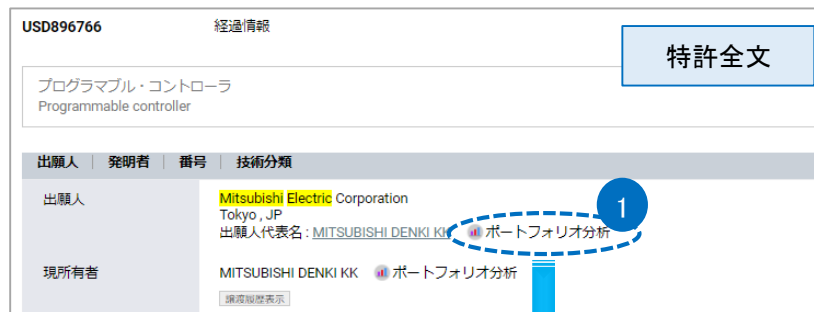 USD896766 経過情報
特許全文
プログラマブル・コントローラ
Programmable controller
出願人 発明者 番号 技術分類
出願人 Mitsubishi Electric Corporation
Tokyo , JP
出願人代表名 : MITSUBISHI DENKI KK ポートフォリオ分析
1
現所有者 MITSUBISHI DENKI KK ポートフォリオ分析
譲渡履歴表示